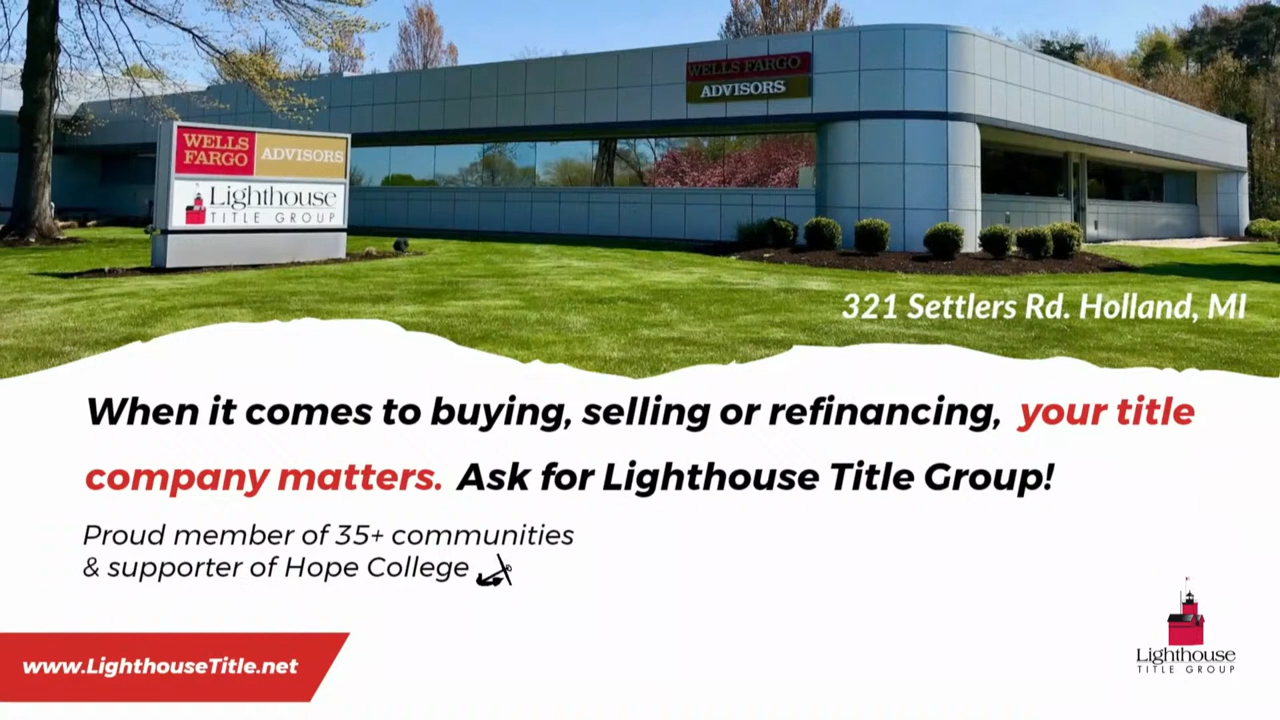 WELLS FARGO
ADVISORS
WELLS
FARGO
ADVISORS
Lighthouse
TITLE GROUP
321 Settlers Rd. Holland, MI
When it comes to buying, selling or refinancing, your title
company matters. Ask for Lighthouse Title Group!
Proud member of 35+ communities
& supporter of Hope College
www.LighthouseTitle.net
Lighthouse
TITLE GROUP